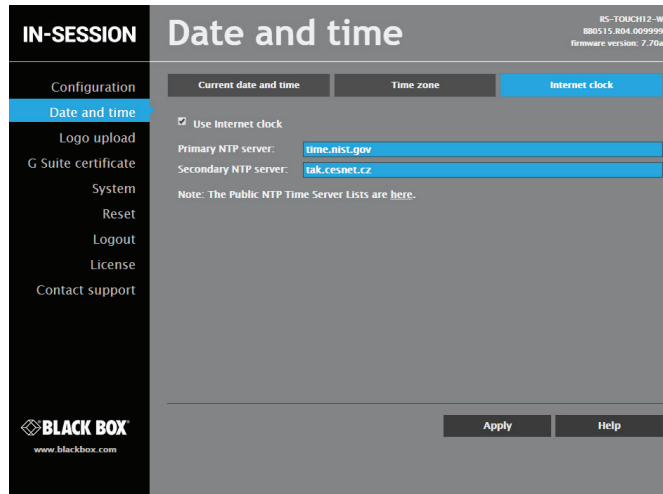 IN-SESSION
Date and time
RS-TOUCH12-W
BB0515.R04.009999
firmware version: 7.70a
Configuration
Date and time
Logo upload
G Suite certificate
System
Reset
Logout
License
Contact support
Current date and time
Time zone
Internet clock
Use Internet clock
Primary NTP server: time.nist.gov
Secondary NTP server: tak.cesnet.cz
Note: The Public NTP Time Server Lists are here.
BLACK BOX®
www.blackbox.com
Apply
Help